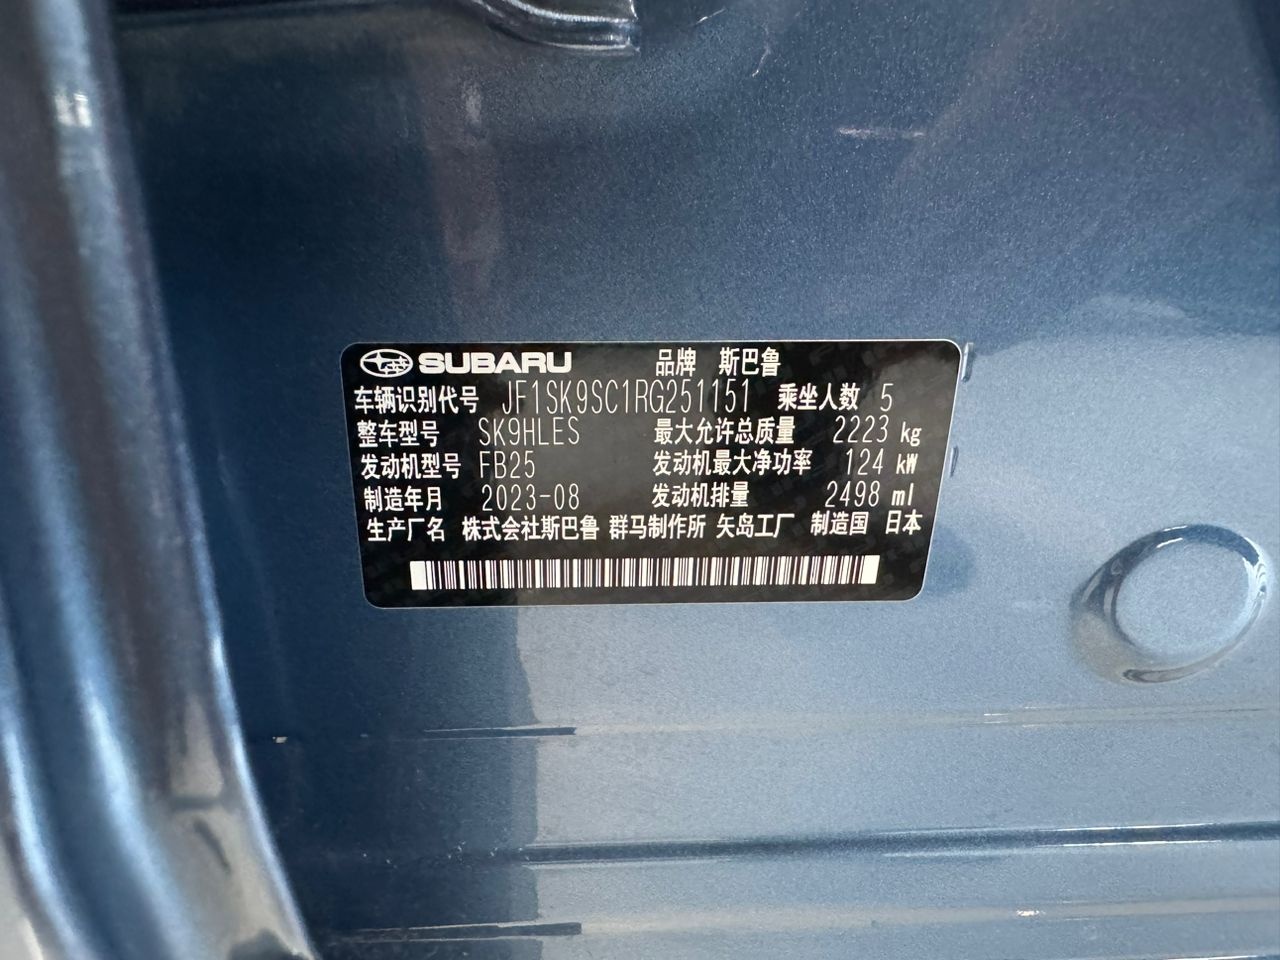 SUBARU 品牌 斯巴鲁
车辆识别代号 JF1SK9SC1RG251151 乘坐人数 5
整车型号 SK9HLES 最大允许总质量 2223 kg
发动机型号 FB25 发动机最大净功率 124 kW
制造年月 2023-08 发动机排量 2498 ml
生产厂名 株式会社斯巴鲁 群马制作所 矢岛工厂 制造国 日本